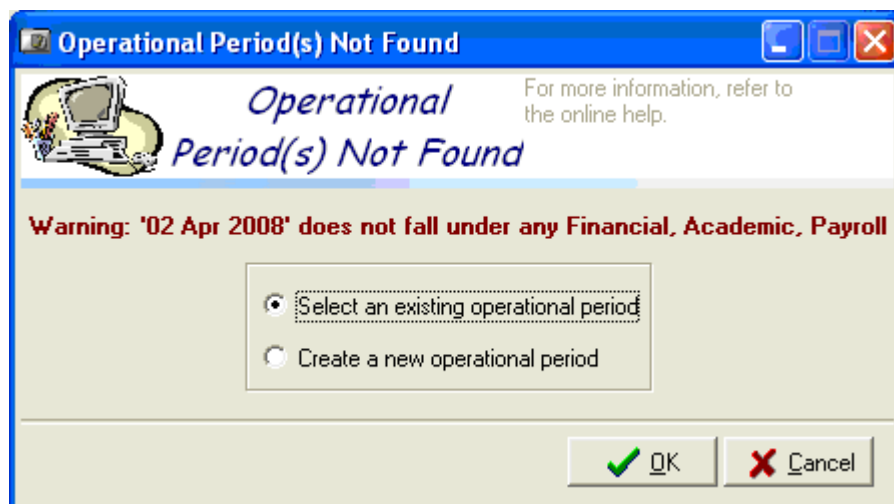 Operational Period(s) Not Found
Operational
Period(s) Not Found
For more information, refer to
the online help.
Warning: '02 Apr 2008' does not fall under any Financial, Academic, Payroll
Select an existing operational period
Create a new operational period
OK
Cancel